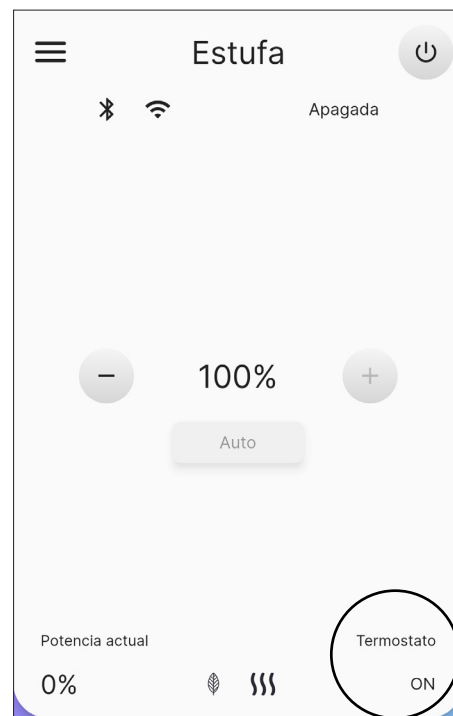 Estufa
Apagada
− 100% +
Auto
Potencia actual
Termostato
0%
ON